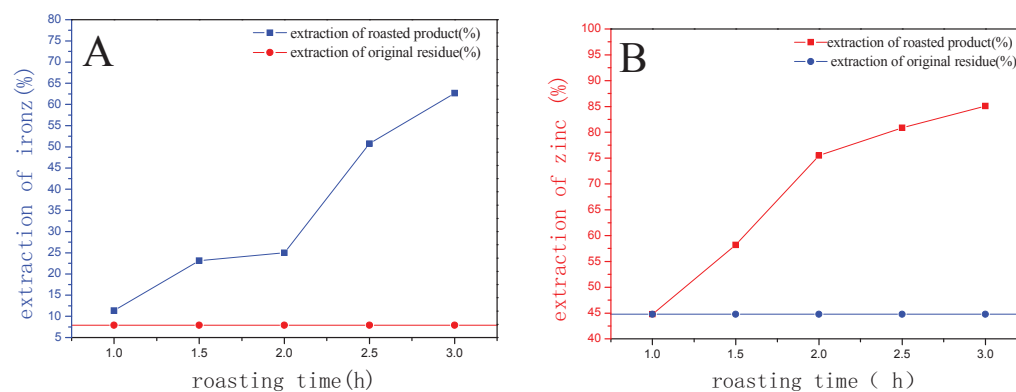 A
extraction of roasted product(%)
extraction of original residue(%)
extraction of ironz(%)
80
75
70
65
60
55
50
45
40
35
30
25
20
15
10
5
1.0 1.5 2.0 2.5 3.0
roasting time(h)
B
extraction of roasted product(%)
extraction of original residue(%)
extraction of zinc (%)
100
95
90
85
80
75
70
65
60
55
50
45
40
1.0 1.5 2.0 2.5 3.0
roasting time ( h)